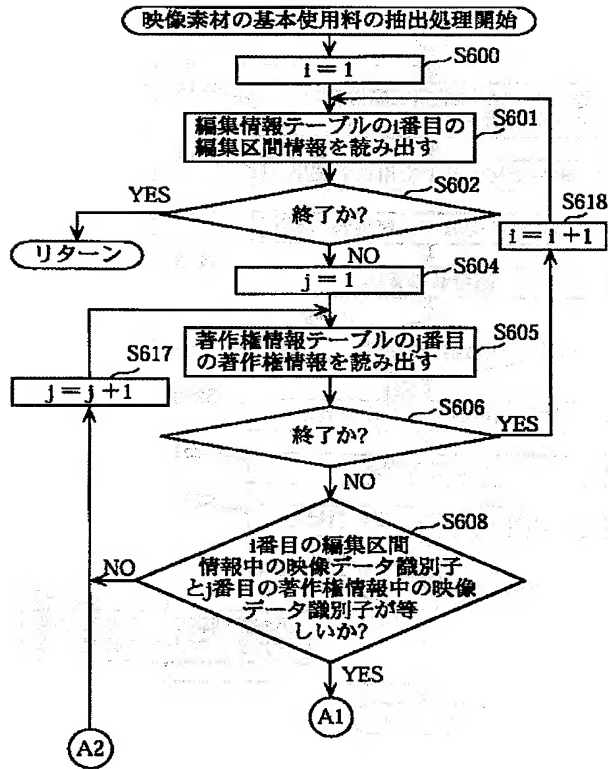 映像素材の基本使用料の抽出処理開始
S600
i = 1
編集情報テーブルのi番目の
編集区間情報を読み出す
S601
S602
YES
終了か?
リターン
NO
S618
i = i +1
S604
j = 1
著作権情報テーブルのj番目
の著作権情報を読み出す
S605
S617
j = j +1
S606
終了か?
YES
NO
S608
i番目の編集区間
情報中の映像データ識別子
とj番目の著作権情報中の映像
データ識別子が等
しいか?
NO
YES
A1
A2